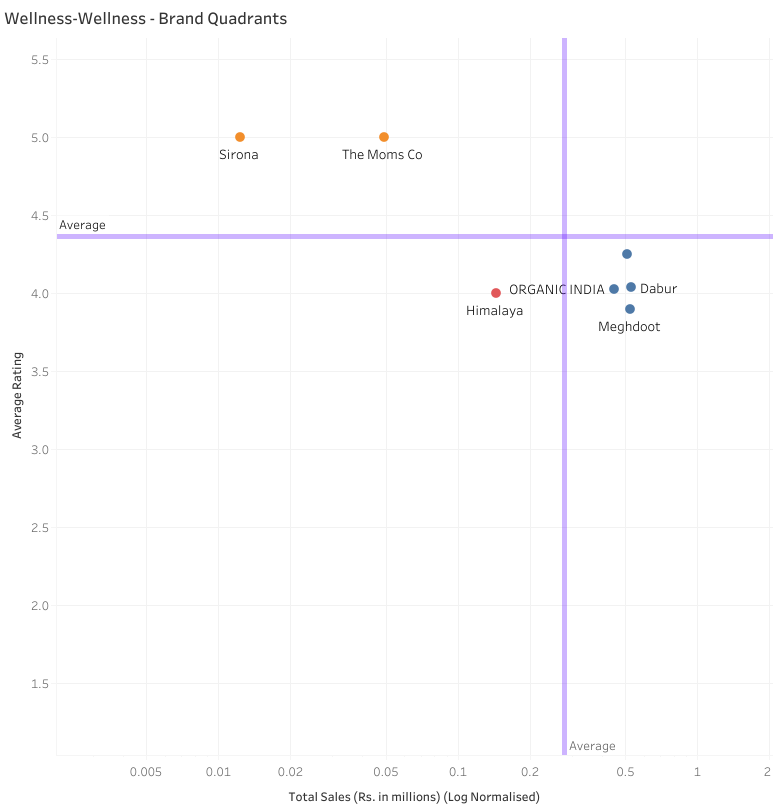 Wellness-Wellness - Brand Quadrants
5.5
5.0
Sirona
The Moms Co
4.5
Average
4.0
ORGANIC INDIA
Dabur
Himalaya
Meghdoot
3.5
3.0
2.5
2.0
1.5
Average Rating
Average
0.005
0.01
0.02
0.05
0.1
0.2
0.5
1
2
Total Sales (Rs. in millions) (Log Normalised)